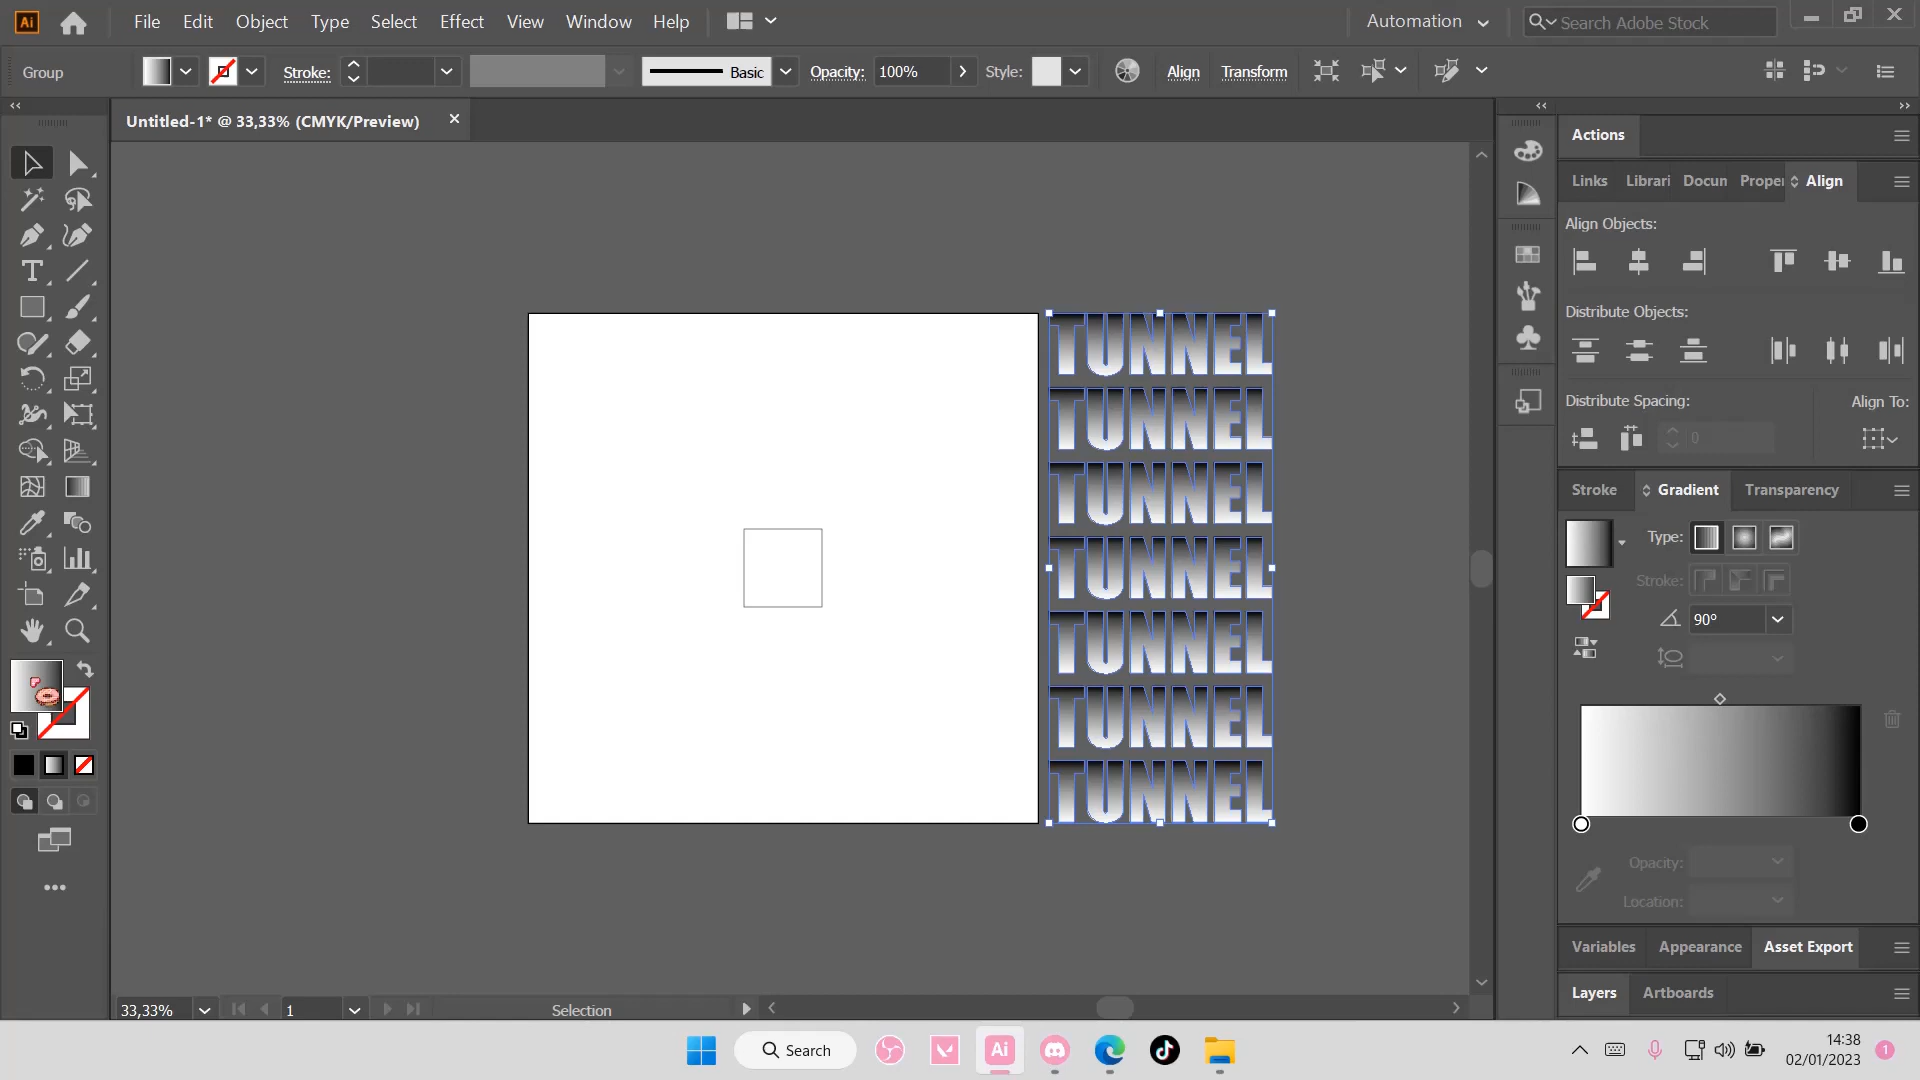 Ai File Edit Object Type Select Effect View Window Help Automation Search Adobe Stock
Group Stroke: Basic Opacity: 100% Style: Align Transform
Untitled-1* @ 33,33% (CMYK/Preview)
Actions
Links Librari Docun Proper Align
Align Objects:
Distribute Objects:
Distribute Spacing: Align To:
0
Stroke Gradient Transparency
Type:
Stroke:
90°
Opacity:
Location:
Variables Appearance Asset Export
Layers Artboards
TUNNEL
TUNNEL
TUNNEL
TUNNEL
TUNNEL
TUNNEL
TUNNEL
33,33% 1 Selection
Search Ai 14:38
02/01/2023 1